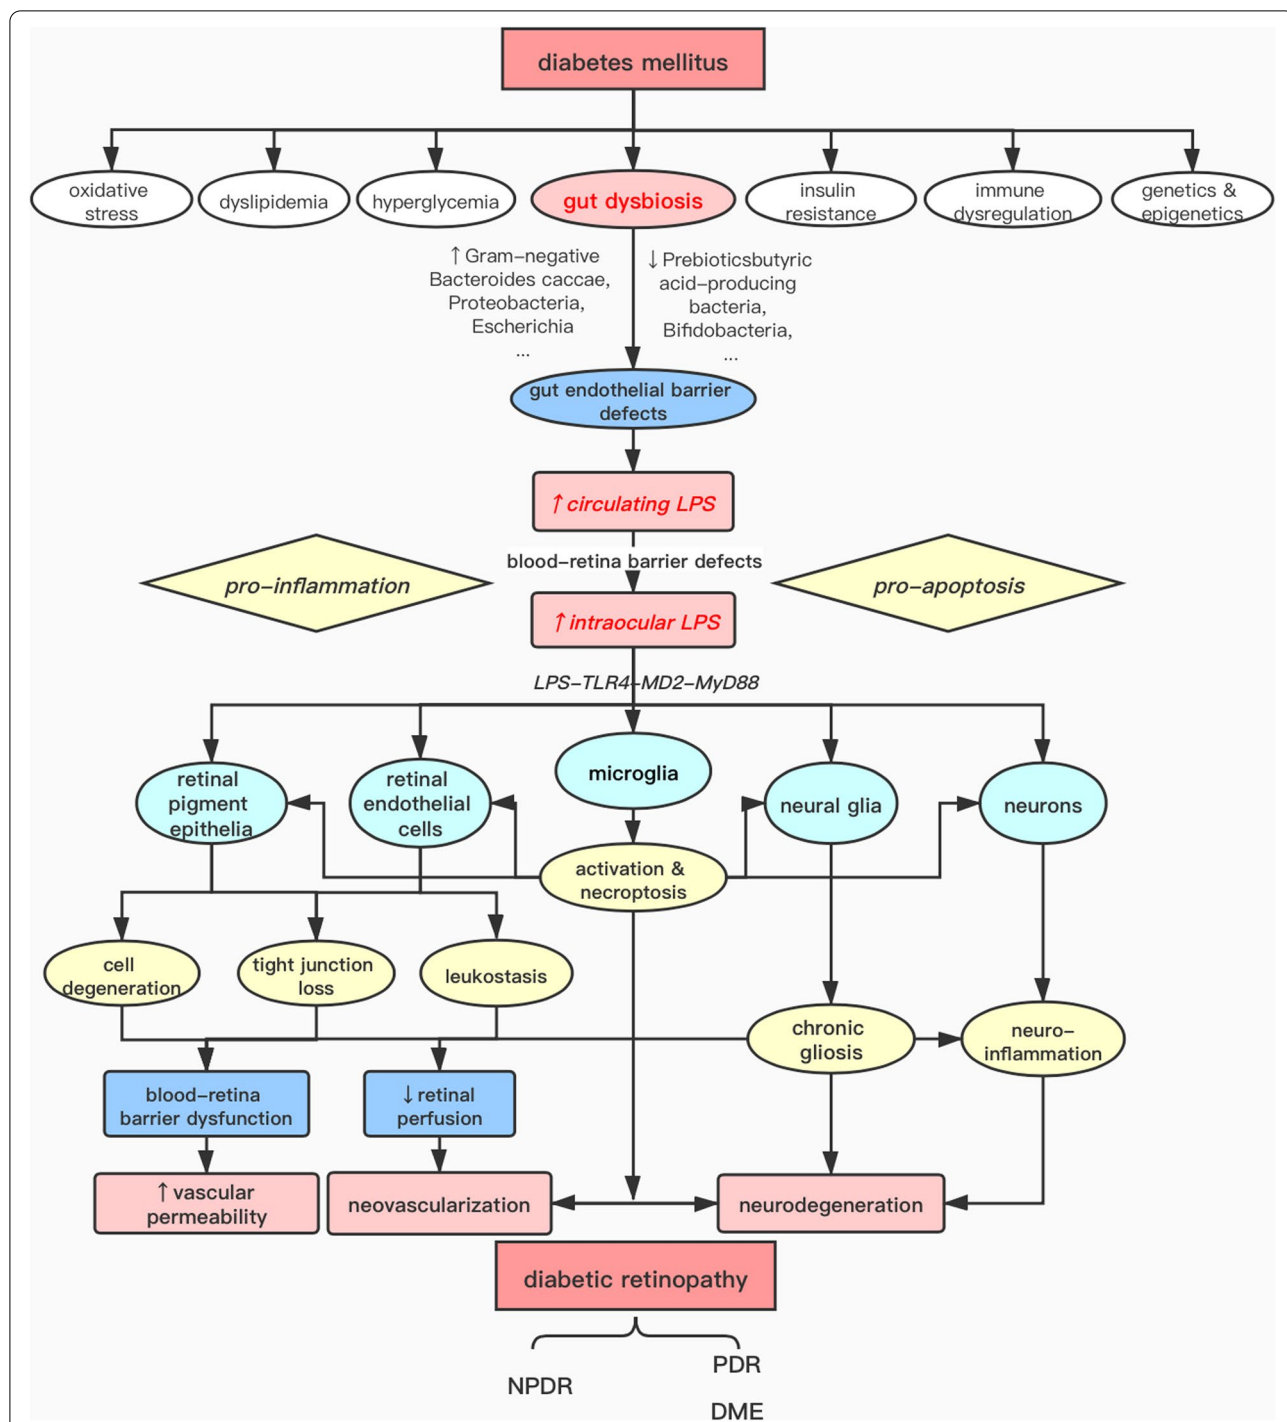 diabetes mellitus
oxidative
stress
dyslipidemia
hyperglycemia
gut dysbiosis
insulin
resistance
immune
dysregulation
genetics &
epigenetics
↑Gram-negative
Bacteroides caccae,
Proteobacteria,
Escherichia
...
↓Prebioticsbutyric
acid-producing
bacteria,
Bifidobacteria,
...
gut endothelial barrier
defects
↑circulating LPS
blood-retina barrier defects
pro-inflammation
pro-apoptosis
↑intraocular LPS
LPS-TLR4-MD2-MyD88
retinal
pigment
epithelia
retinal
endothelial
cells
microglia
neural glia
neurons
activation &
necroptosis
cell
degeneration
tight junction
loss
leukostasis
chronic
gliosis
neuro-
inflammation
blood-retina
barrier dysfunction
↓retinal
perfusion
↑vascular
permeability
neovascularization
neurodegeneration
diabetic retinopathy
NPDR
PDR
DME